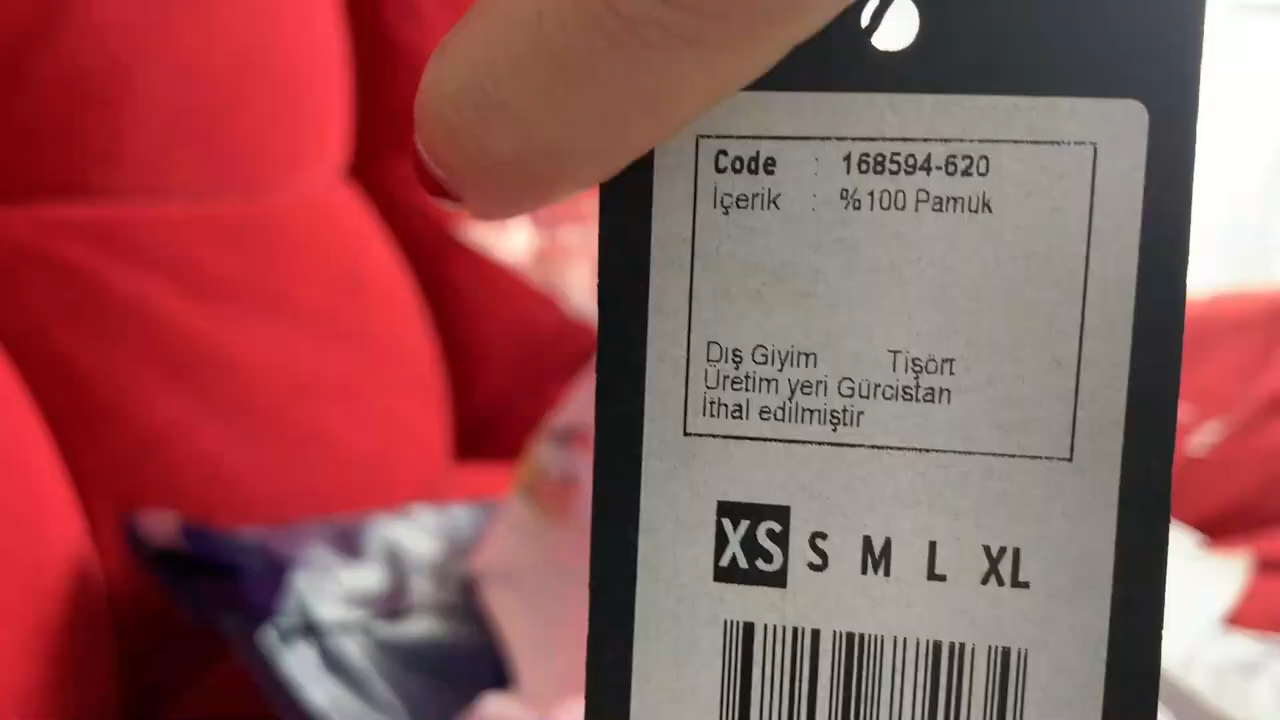 Code : 168594-620
İçerik : %100 Pamuk
Dış Giyim Tişört
Üretim yeri Gürcistan
İthal edilmiştir
XS S M L XL